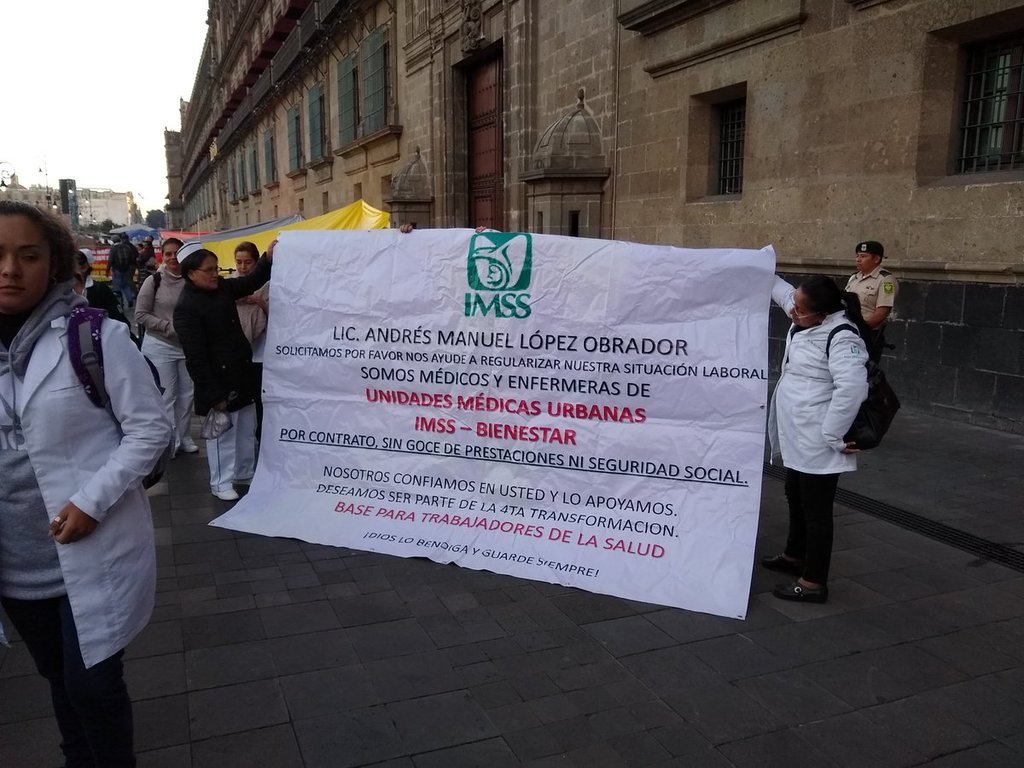 IMSS
LIC. ANDRÉS MANUEL LÓPEZ OBRADOR
SOLICITAMOS POR FAVOR NOS AYUDE A REGULARIZAR NUESTRA SITUACIÓN LABORAL
SOMOS MÉDICOS Y ENFERMERAS DE
UNIDADES MÉDICAS URBANAS
IMSS – BIENESTAR
POR CONTRATO, SIN GOCE DE PRESTACIONES NI SEGURIDAD SOCIAL.
NOSOTROS CONFIAMOS EN USTED Y LO APOYAMOS.
DESEAMOS SER PARTE DE LA 4TA TRANSFORMACION.
BASE PARA TRABAJADORES DE LA SALUD
¡DIOS LO BENDIGA Y GUARDE SIEMPRE!